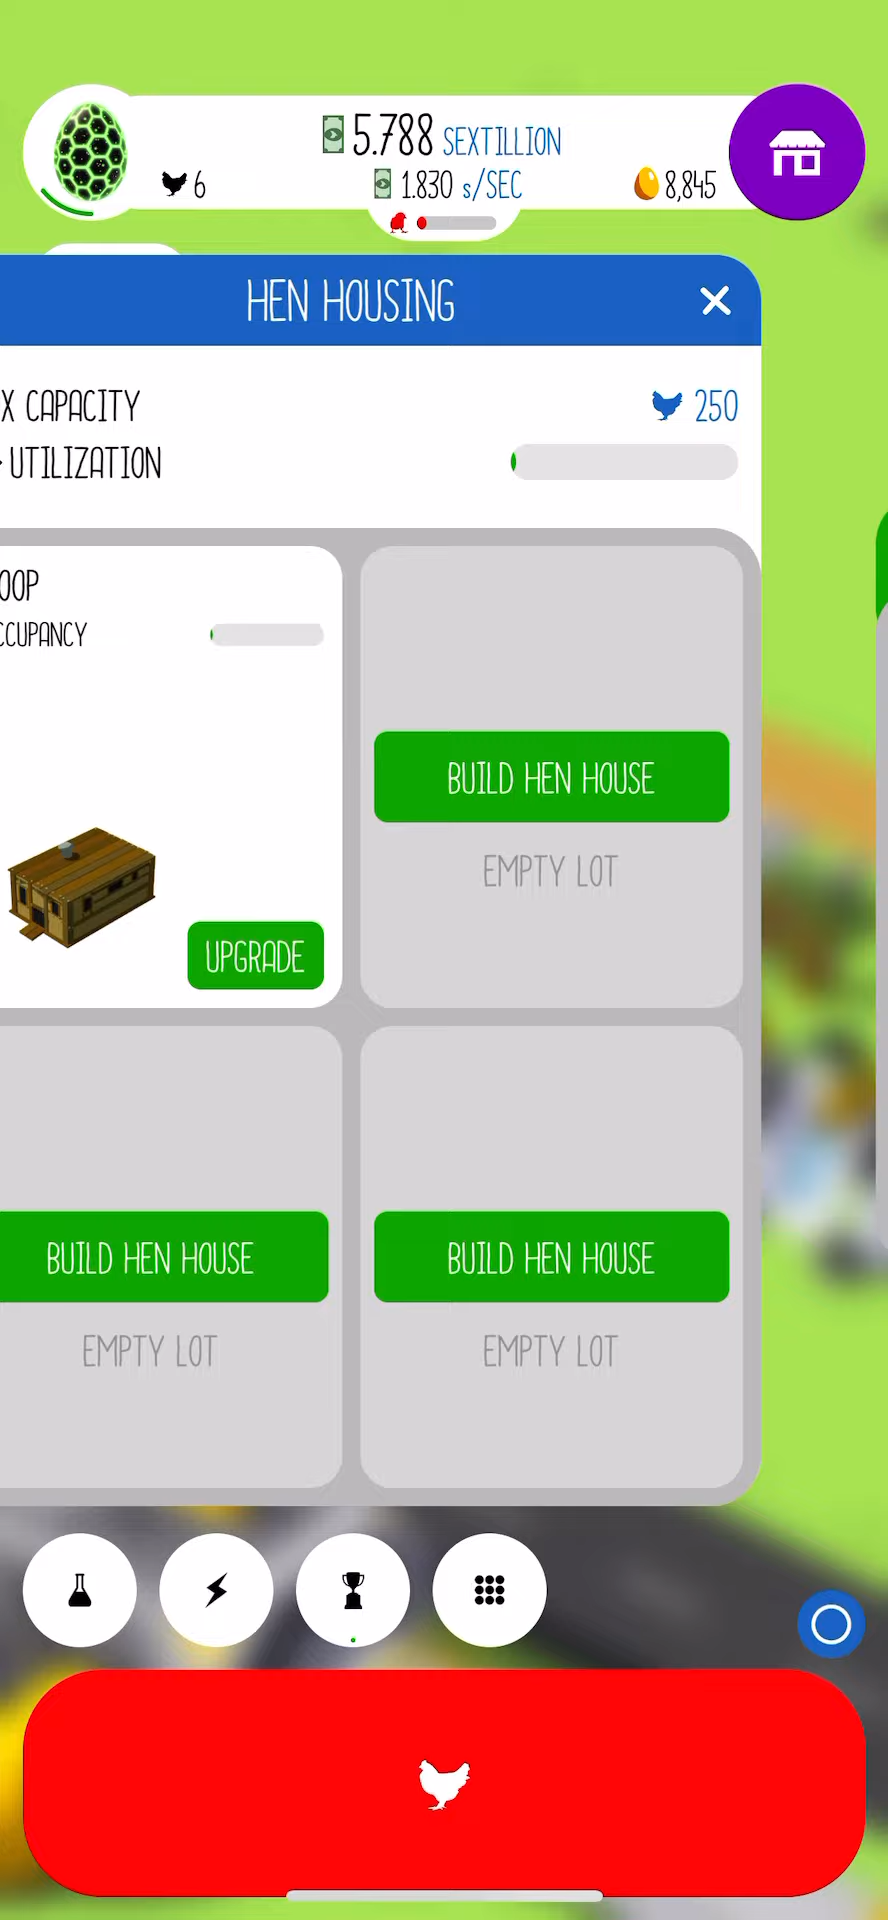 5.788 SEXTILLION
6
1.830 s/SEC
8,845
HEN HOUSING
X CAPACITY
250
UTILIZATION
OOP
CCUPANCY
BUILD HEN HOUSE
EMPTY LOT
UPGRADE
BUILD HEN HOUSE
BUILD HEN HOUSE
EMPTY LOT
EMPTY LOT